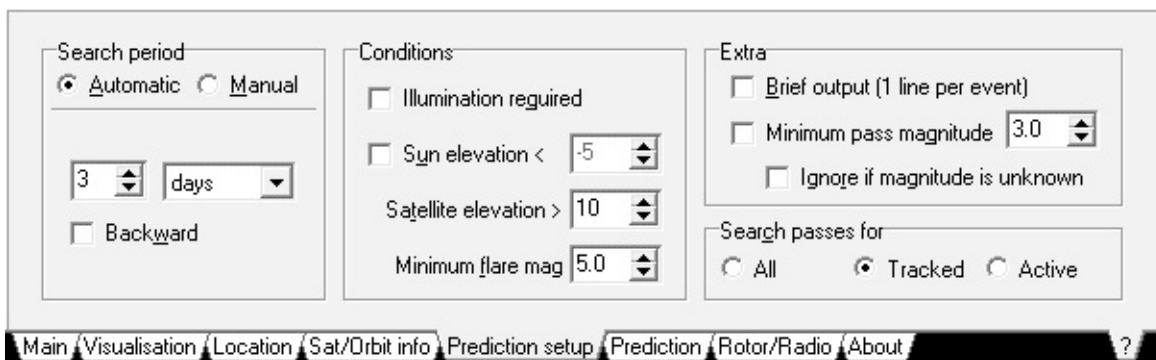 Search period
Automatic Manual
3 days
Backward
Conditions
Illumination reguired
Sun elevation < -5
Satellite elevation > 10
Minimum flare mag 5.0
Extra
Brief output (1 line per event)
Minimum pass magnitude 3.0
Ignore if magnitude is unknown
Search passes for
All Tracked Active
Main Visualisation Location Sat/Orbit info Prediction setup Prediction Rotor/Radio About ?